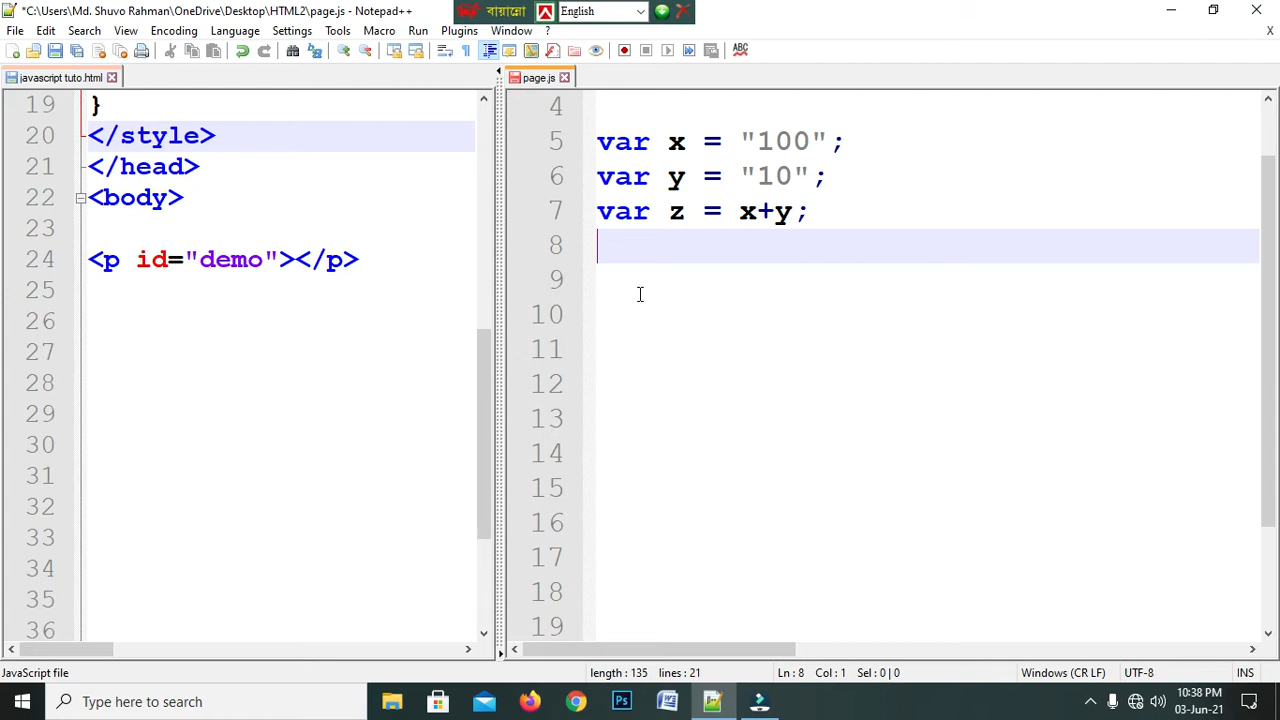 *C:\Users\Md. Shuvo Rahman\OneDrive\Desktop\HTML2\page.js - Notepad++
বায়ান্নো
English
File Edit Search View Encoding Language Settings Tools Macro Run Plugins Window ? X
ABC
javascript tuto.html
19 }
20 </style>
21 </head>
22 <body>
23
24 <p id="demo"></p>
25
26
27
28
29
30
31
32
33
34
35
36
page.js
4
5 var x = "100";
6 var y = "10";
7 var z = x+y;
8
9
10
11
12
13
14
15
16
17
18
19
JavaScript file length : 135 lines : 21 Ln : 8 Col : 1 Sel : 0 | 0 Windows (CR LF) UTF-8 INS
Type here to search
Ps
W
10:38 PM
03-Jun-21